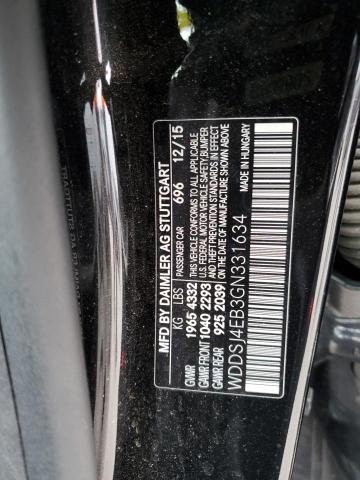 MFD BY DAIMLER AG STUTTGART
PASSENGER CAR 696 12/15
KG LBS
GVWR 1965 4332
GAWR FRONT 1040 2293
GAWR REAR 925 2039
THIS VEHICLE CONFORMS TO ALL APPLICABLE
U.S. FEDERAL MOTOR VEHICLE SAFETY, BUMPER,
AND THEFT PREVENTION STANDARDS IN EFFECT
ON THE DATE OF MANUFACTURE SHOWN ABOVE
MADE IN HUNGARY
WDDSJ4EB3GN331634